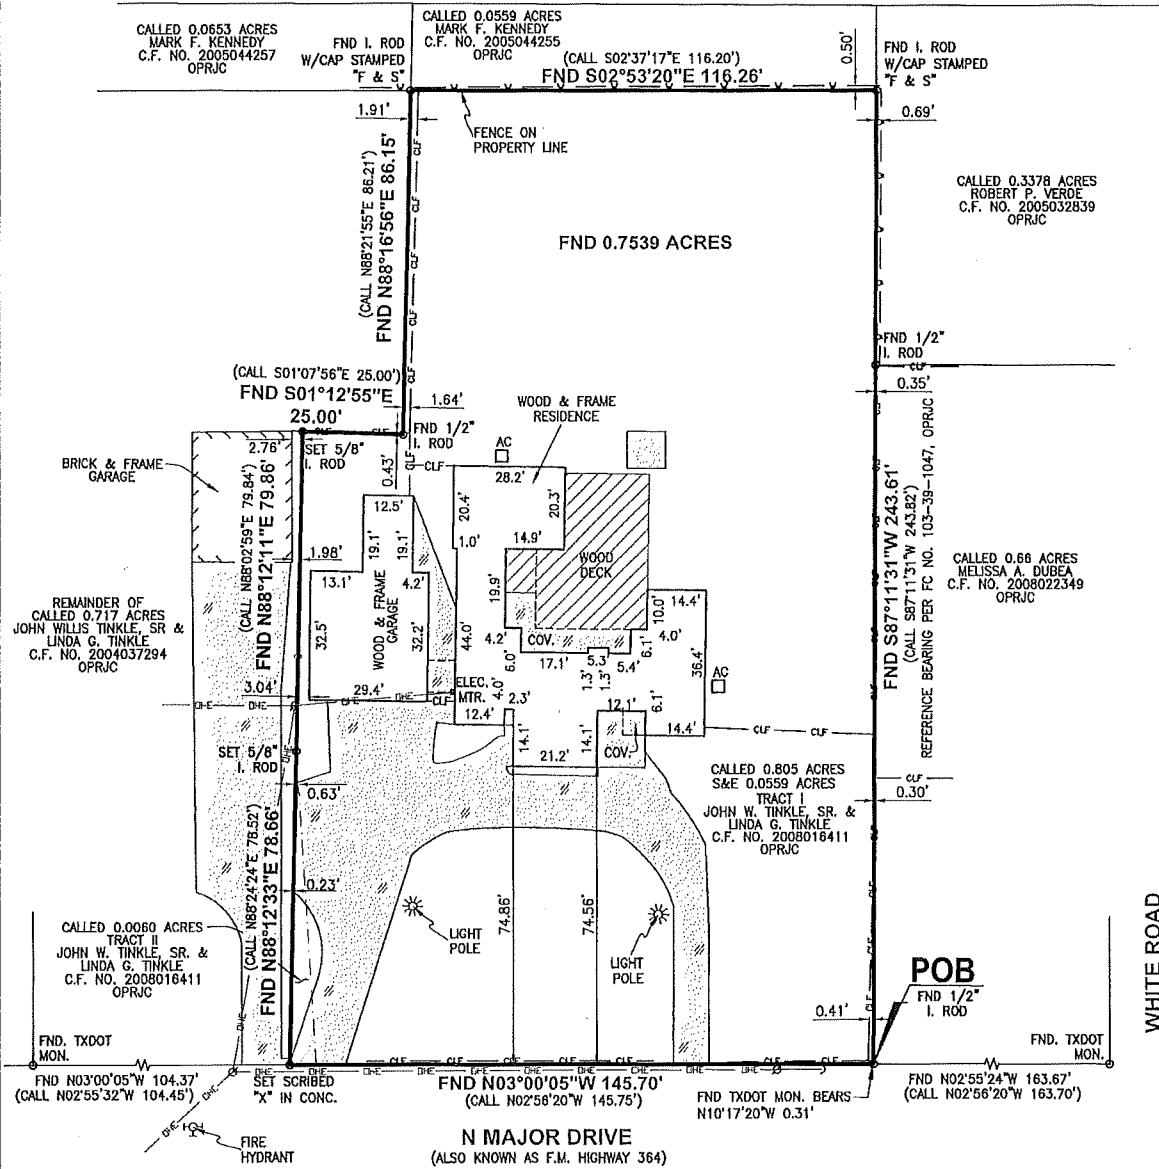 CALLED 0.0653 ACRES
MARK F. KENNEDY
C.F. NO. 2005044257
OPRJC
FND I. ROD
W/CAP STAMPED
"F & S"
CALLED 0.0559 ACRES
MARK F. KENNEDY
C.F. NO. 2005044255
OPRJC
(CALL S02°37'17"E 116.20')
FND S02°53'20"E 116.26'
0.50'
FND I. ROD
W/CAP STAMPED
"F & S"
1.91'
0.69'
FENCE ON
PROPERTY LINE
(CALL N88°21'55"E 86.21')
FND N88°16'56"E 86.15'
CLF
CALLED 0.3378 ACRES
ROBERT P. VERDE
C.F. NO. 2005032839
OPRJC
FND 0.7539 ACRES
FND 1/2"
I. ROD
CLF
0.35'
(CALL S01°07'56"E 25.00')
FND S01°12'55"E
25.00'
1.64'
WOOD & FRAME
RESIDENCE
CLF
CLF
FND 1/2"
I. ROD
2.76'
SET 5/8"
I. ROD
0.43'
CLF
AC
28.2'
BRICK & FRAME
GARAGE
(CALL N88°02'59"E 79.84')
FND N88°12'11"E 79.86'
12.5'
20.4'
20.3'
19.1'
19.1'
1.0'
14.9'
WOOD
DECK
1.98'
13.1'
4.2'
WOOD & FRAME
GARAGE
32.5'
32.2'
44.0'
19.9'
4.2'
COV.
10.0'
14.4'
4.0'
6.1'
6.0'
17.1'
5.3'
5.4'
36.4'
1.3'
1.3'
AC
FND S87°11'31"W 243.61'
(CALL S87°11'31"W 243.82')
REFERENCE BEARING PER FC NO. 103-39-1047, OPRJC
CALLED 0.66 ACRES
MELISSA A. DUBEA
C.F. NO. 2008022349
OPRJC
REMAINDER OF
CALLED 0.717 ACRES
JOHN WILLIS TINKLE, SR &
LINDA G. TINKLE
C.F. NO. 2004037294
OPRJC
3.04'
29.4'
ELEC.
MTR.
4.0'
2.3'
12.4'
12.1'
6.1'
14.4'
OHE
OHE
CLF
CLF
CLF
SET 5/8"
I. ROD
14.1'
14.1'
21.2'
COV.
0.63'
CALLED 0.805 ACRES
S&E 0.0559 ACRES
TRACT I
JOHN W. TINKLE, SR. &
LINDA G. TINKLE
C.F. NO. 2008016411
OPRJC
CLF
0.30'
(CALL N88°24'24"E 78.52')
FND N88°12'33"E 78.66'
0.23'
LIGHT
POLE
74.86'
74.56'
LIGHT
POLE
CALLED 0.0060 ACRES
TRACT II
JOHN W. TINKLE, SR. &
LINDA G. TINKLE
C.F. NO. 2008016411
OPRJC
POB
FND 1/2"
I. ROD
0.41'
WHITE ROAD
FND. TXDOT
MON.
FND. TXDOT
MON.
FND N03°00'05"W 104.37'
(CALL N02°55'32"W 104.45')
SET SCRIBED
"X" IN CONC.
FND N03°00'05"W 145.70'
(CALL N02°56'20"W 145.75')
FND TXDOT MON. BEARS
N10°17'20"W 0.31'
FND N02°55'24"W 163.67'
(CALL N02°56'20"W 163.70')
FIRE
HYDRANT
N MAJOR DRIVE
(ALSO KNOWN AS F.M. HIGHWAY 364)